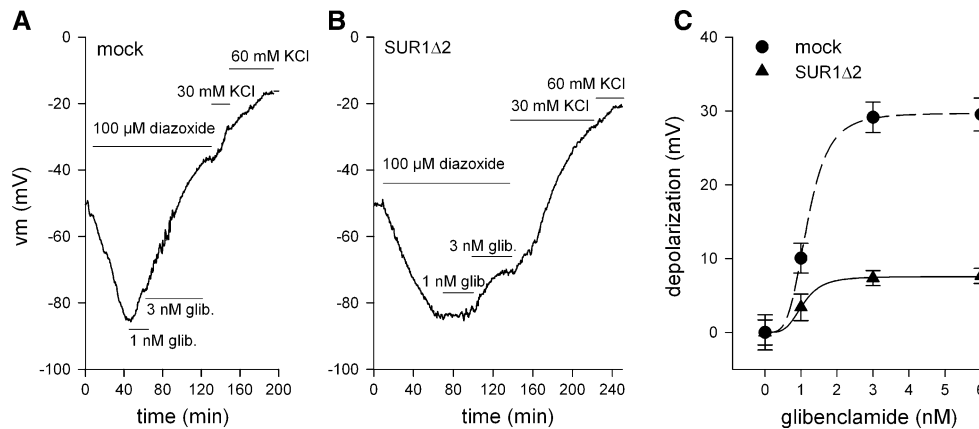 A
B
C
0
-20
-40
-60
-80
-100
vm (mV)
mock
60 mM KCl
30 mM KCl
100 µM diazoxide
3 nM glib.
1 nM glib.
0 40 80 120 160 200
time (min)
0
-20
-40
-60
-80
-100
SUR1Δ2
60 mM KCl
30 mM KCl
100 µM diazoxide
3 nM glib.
1 nM glib.
0 40 80 120 160 200 240
time (min)
40
30
20
10
0
depolarization (mV)
mock
SUR1Δ2
0 1 2 3 4 5
glibenclamide (nM)